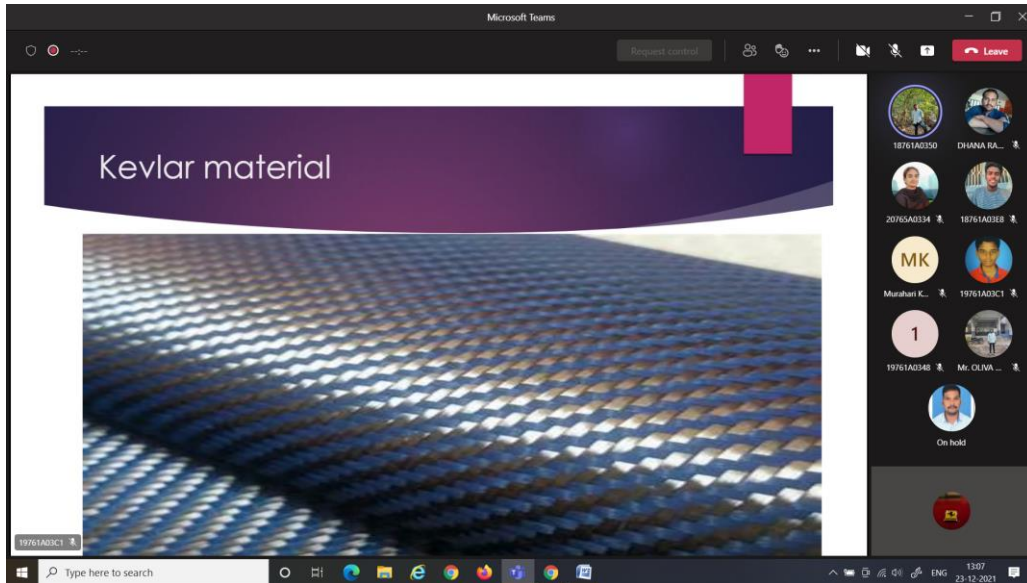 Microsoft Teams
--:--
Request control
Leave
Kevlar material
18761A0350
DHANA RA...
20765A0334
18761A03E8
MK
Murahari K...
19761A03C1
1
19761A0348
Mr. OLIVA ...
On hold
19761A03C1
Type here to search
ENG
13:07
23-12-2021